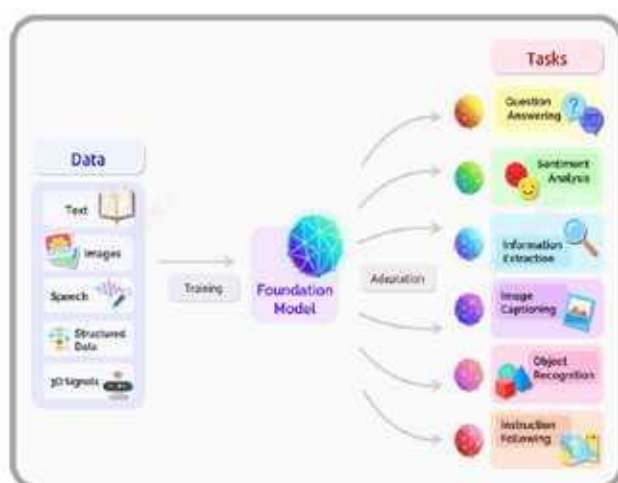 Data
Text
Images
Speech
Structured
Data
3D Signals
Training
Foundation
Model
Adaptation
Tasks
Question
Answering
Sentiment
Analysis
Information
Extraction
Image
Captioning
Object
Recognition
Instruction
Following